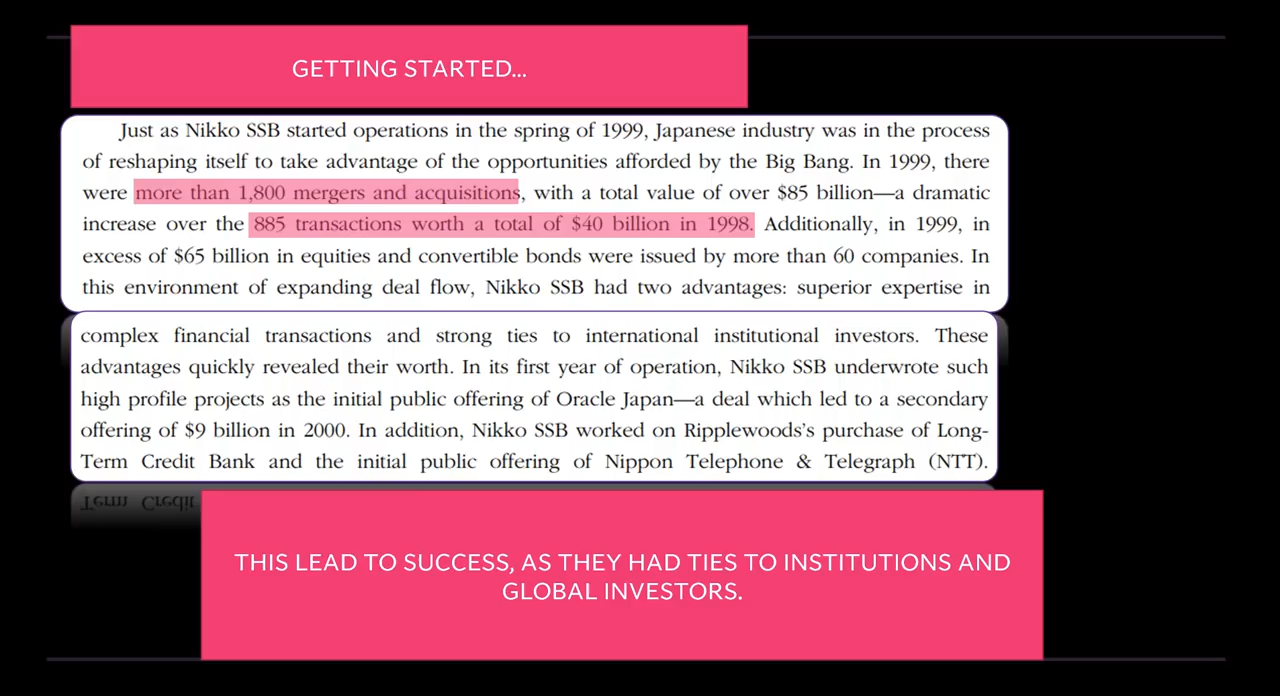 GETTING STARTED...
Just as Nikko SSB started operations in the spring of 1999, Japanese industry was in the process
of reshaping itself to take advantage of the opportunities afforded by the Big Bang. In 1999, there
were more than 1,800 mergers and acquisitions, with a total value of over $85 billion—a dramatic
increase over the 885 transactions worth a total of $40 billion in 1998. Additionally, in 1999, in
excess of $65 billion in equities and convertible bonds were issued by more than 60 companies. In
this environment of expanding deal flow, Nikko SSB had two advantages: superior expertise in
complex financial transactions and strong ties to international institutional investors. These
advantages quickly revealed their worth. In its first year of operation, Nikko SSB underwrote such
high profile projects as the initial public offering of Oracle Japan—a deal which led to a secondary
offering of $9 billion in 2000. In addition, Nikko SSB worked on Ripplewoods's purchase of Long-
Term Credit Bank and the initial public offering of Nippon Telephone & Telegraph (NTT).
Term Credit
THIS LEAD TO SUCCESS, AS THEY HAD TIES TO INSTITUTIONS AND
GLOBAL INVESTORS.